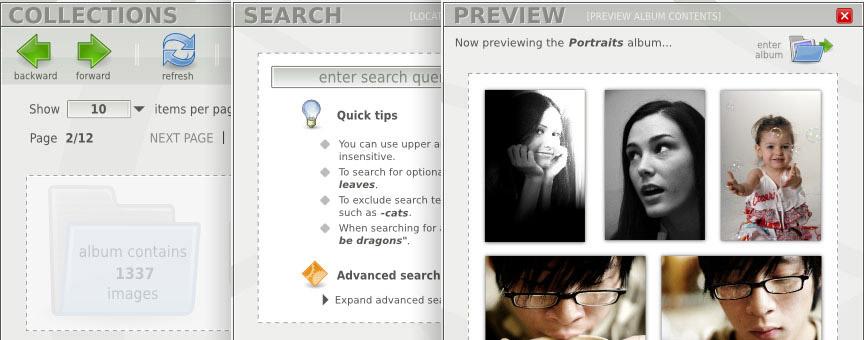 COLLECTIONS
backward
forward
refresh
Show 10 items per pag
Page 2/12 NEXT PAGE
album contains
1337
images
SEARCH [LOCAT
enter search quer
Quick tips
You can use upper a
insensitive.
To search for optiona
leaves.
To exclude search te
such as -cats.
When searching for a
be dragons".
Advanced search
Expand advanced sea
PREVIEW [PREVIEW ALBUM CONTENTS]
Now previewing the Portraits album...
enter
album